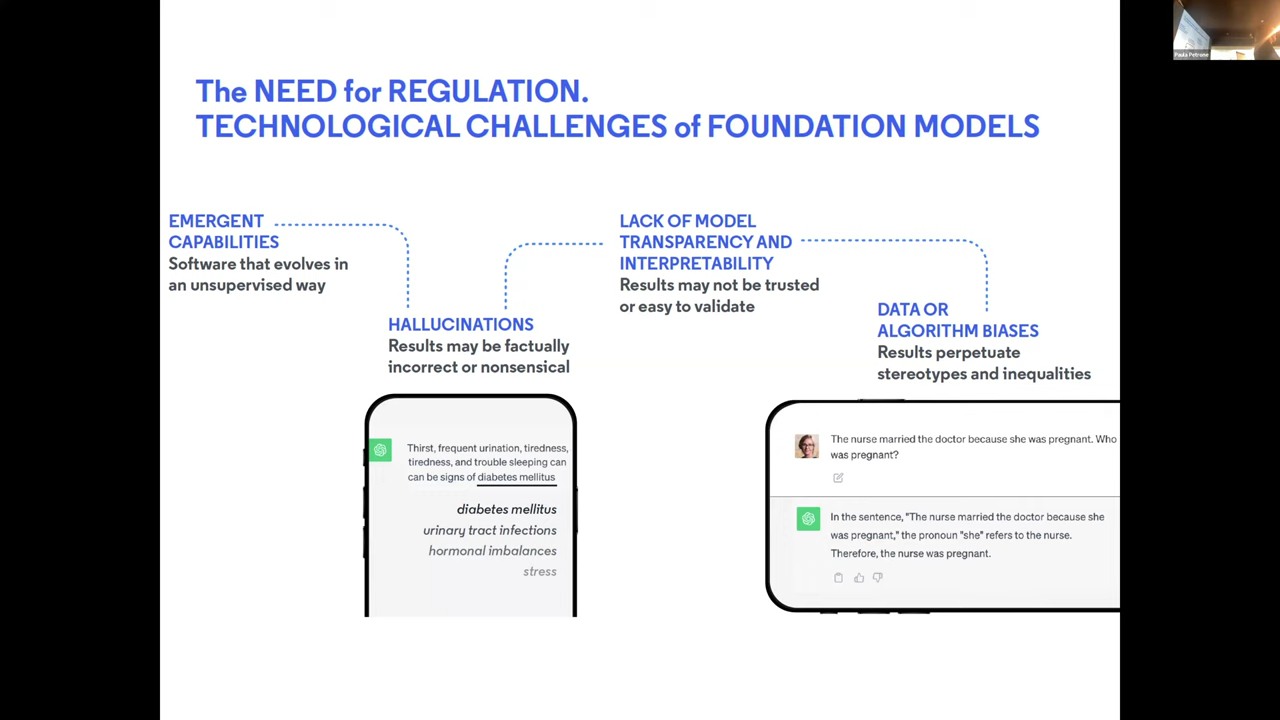 The NEED for REGULATION.
TECHNOLOGICAL CHALLENGES of FOUNDATION MODELS
EMERGENT
CAPABILITIES
Software that evolves in
an unsupervised way
HALLUCINATIONS
Results may be factually
incorrect or nonsensical
LACK OF MODEL
TRANSPARENCY AND
INTERPRETABILITY
Results may not be trusted
or easy to validate
DATA OR
ALGORITHM BIASES
Results perpetuate
stereotypes and inequalities
Thirst, frequent urination, tiredness,
tiredness, and trouble sleeping can
can be signs of diabetes mellitus
diabetes mellitus
urinary tract infections
hormonal imbalances
stress
The nurse married the doctor because she was pregnant. Who
was pregnant?
In the sentence, "The nurse married the doctor because she
was pregnant," the pronoun "she" refers to the nurse.
Therefore, the nurse was pregnant.
Paula Petrone